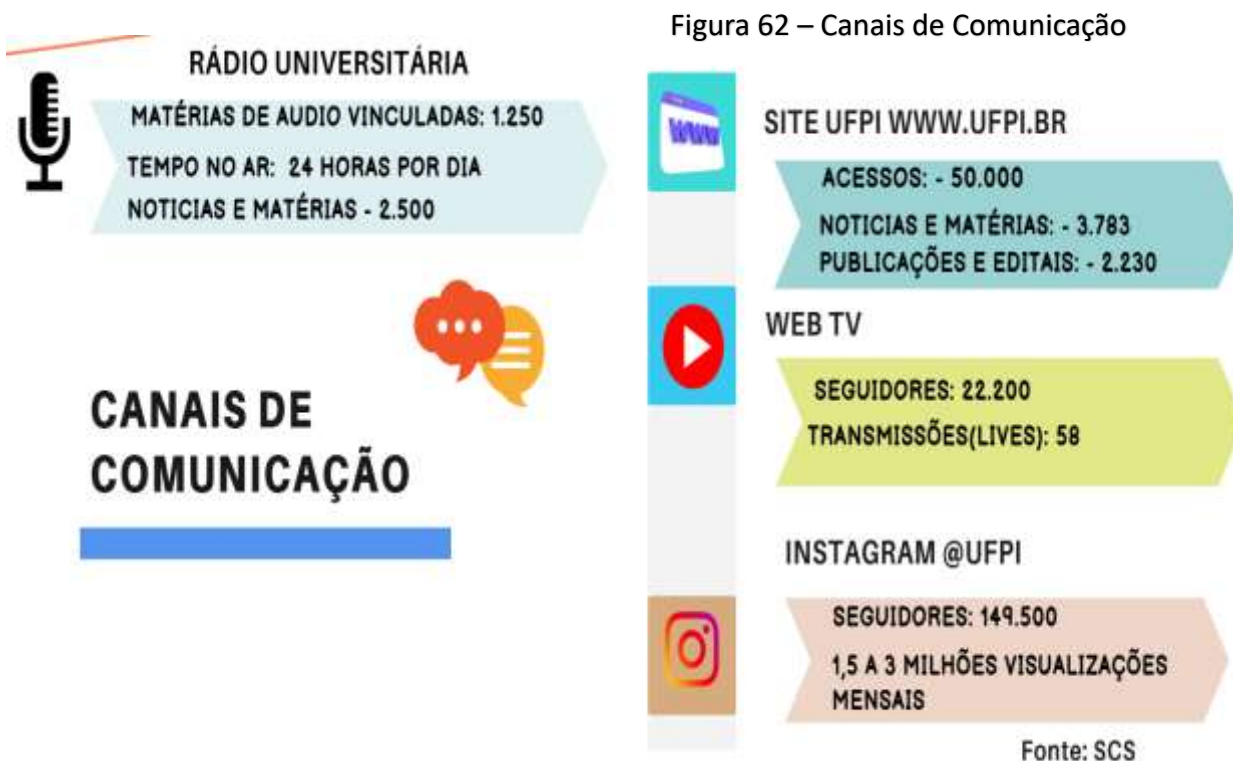 Figura 62 – Canais de Comunicação
RÁDIO UNIVERSITÁRIA
MATÉRIAS DE AUDIO VINCULADAS: 1.250
TEMPO NO AR: 24 HORAS POR DIA
NOTICIAS E MATÉRIAS - 2.500
CANAIS DE
COMUNICAÇÃO
WWW
SITE UFPI WWW.UFPI.BR
ACESSOS: - 50.000
NOTICIAS E MATÉRIAS: - 3.783
PUBLICAÇÕES E EDITAIS: - 2.230
WEB TV
SEGUIDORES: 22.200
TRANSMISSÕES(LIVES): 58
INSTAGRAM @UFPI
SEGUIDORES: 149.500
1,5 A 3 MILHÕES VISUALIZAÇÕES
MENSAIS
Fonte: SCS